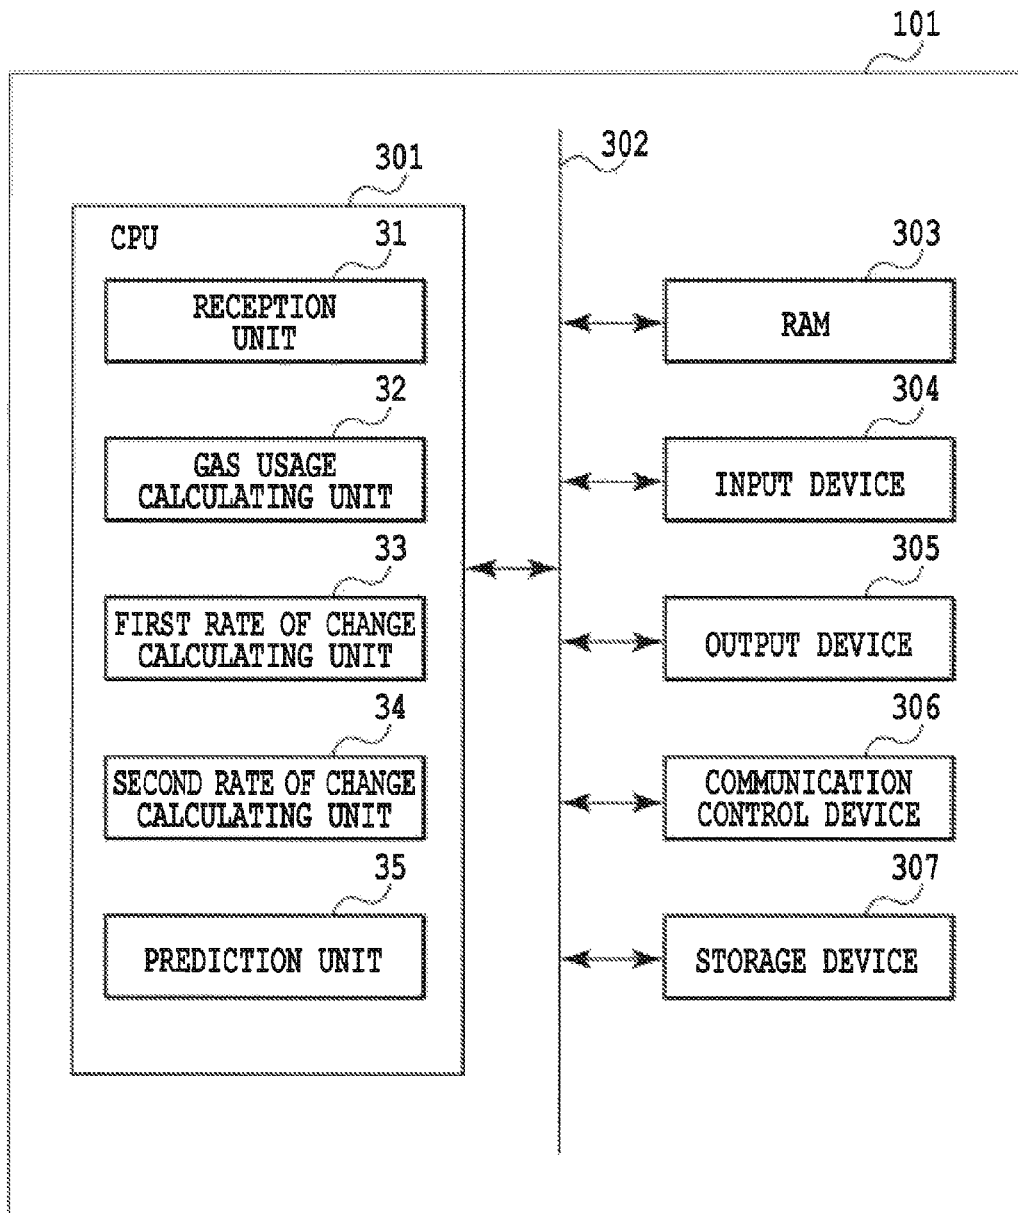 101
301
302
CPU
31
RECEPTION
UNIT
32
GAS USAGE
CALCULATING UNIT
33
FIRST RATE OF CHANGE
CALCULATING UNIT
34
SECOND RATE OF CHANGE
CALCULATING UNIT
35
PREDICTION UNIT
303
RAM
304
INPUT DEVICE
305
OUTPUT DEVICE
306
COMMUNICATION
CONTROL DEVICE
307
STORAGE DEVICE